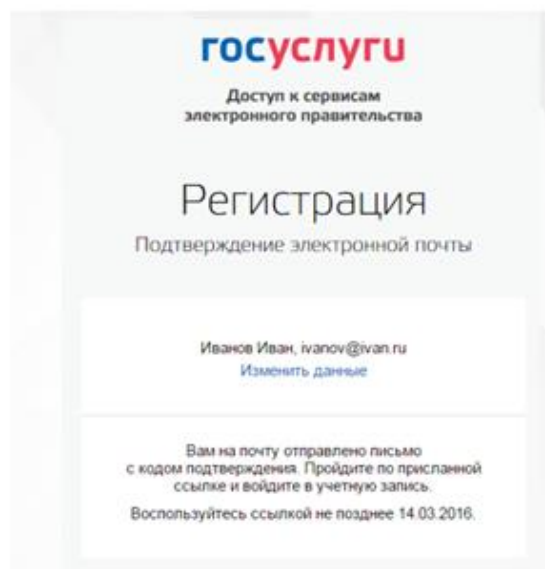 госуслуги
Доступ к сервисам
электронного правительства
Регистрация
Подтверждение электронной почты
Иванов Иван, ivanov@ivan.ru
Изменить данные
Вам на почту отправлено письмо
с кодом подтверждения. Пройдите по присланной
ссылке и войдите в учетную запись.
Воспользуйтесь ссылкой не позднее 14.03.2016.